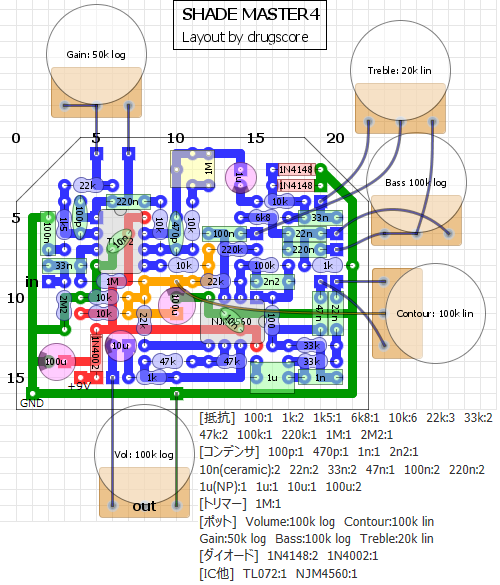 SHADE MASTER4
Layout by drugscore
Gain: 50k log
Treble: 20k lin
Bass 100k log
Contour: 100k lin
Vol: 100k log
0 5 10 15 20
1M
1u
1N4148
1N4148
22k
220n
10k
10k
5
100n
1k5
100p
470p
10k
6k8
33n
100n
22n
220k
220n
33n
10k
100k
1k
in
1M
22k
2n2
10
2M2
10k
10k
100u
22k
NJM4560
100
47n
22n
1N4002
10u
33k
100u
47k
47k
33k
15
+9V
1k
1u
1n
GND
out
[抵抗] 100:1 1k:2 1k5:1 6k8:1 10k:6 22k:3 33k:2
47k:2 100k:1 220k:1 1M:1 2M2:1
[コンデンサ] 100p:1 470p:1 1n:1 2n2:1
10n(ceramic):2 22n:2 33n:2 47n:1 100n:2 220n:2
1u(NP):1 1u:1 10u:1 100u:2
[トリマー] 1M:1
[ポット] Volume:100k log Contour:100k lin
Gain:50k log Bass:100k log Treble:20k lin
[ダイオード] 1N4148:2 1N4002:1
[IC他] TL072:1 NJM4560:1